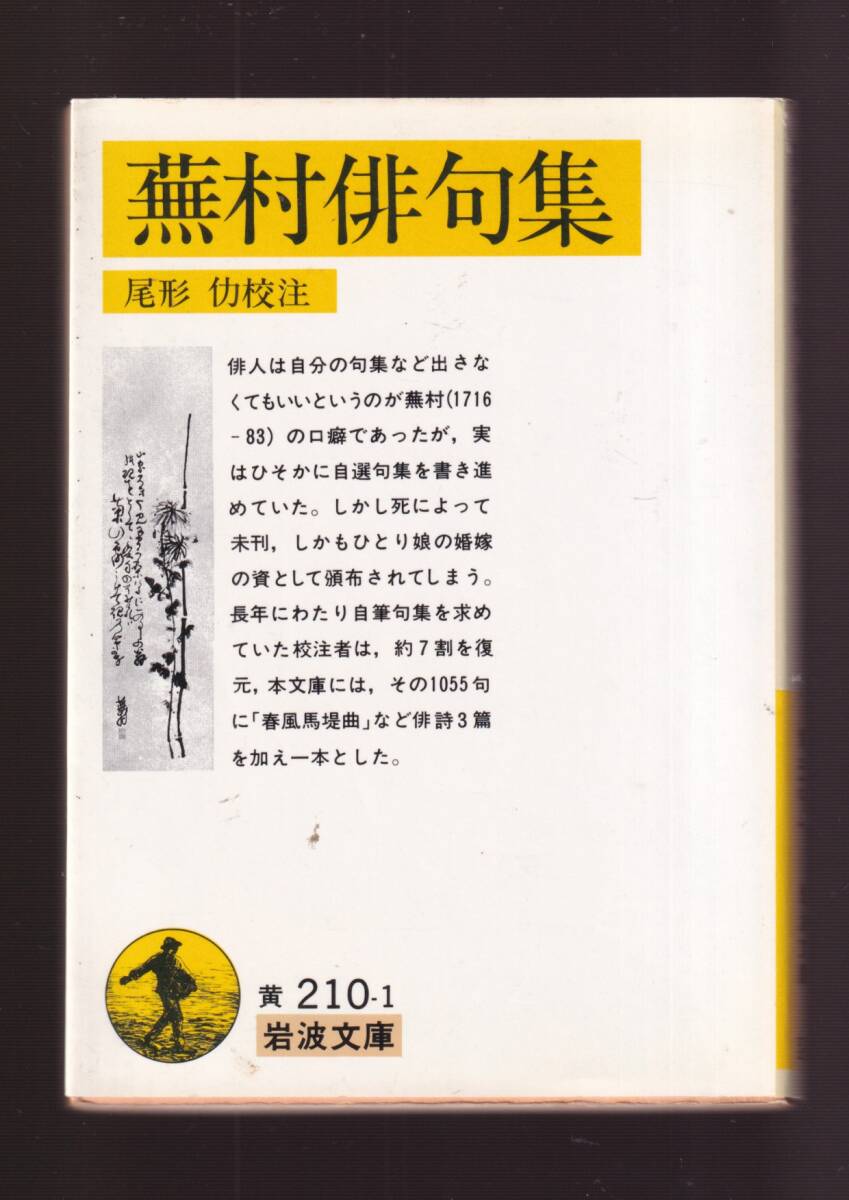 蕪村俳句集
尾形 仂校注
俳人は自分の句集など出さな
くてもいいというのが蕪村(1716
-83)の口癖であったが，実
はひそかに自選句集を書き進
めていた。しかし死によって
未刊，しかもひとり娘の婚嫁
の資として頒布されてしまう。
長年にわたり自筆句集を求め
ていた校注者は，約7割を復
元，本文庫には，その1055句
に「春風馬堤曲」など俳詩3篇
を加え一本とした。
黄 210-1
岩波文庫